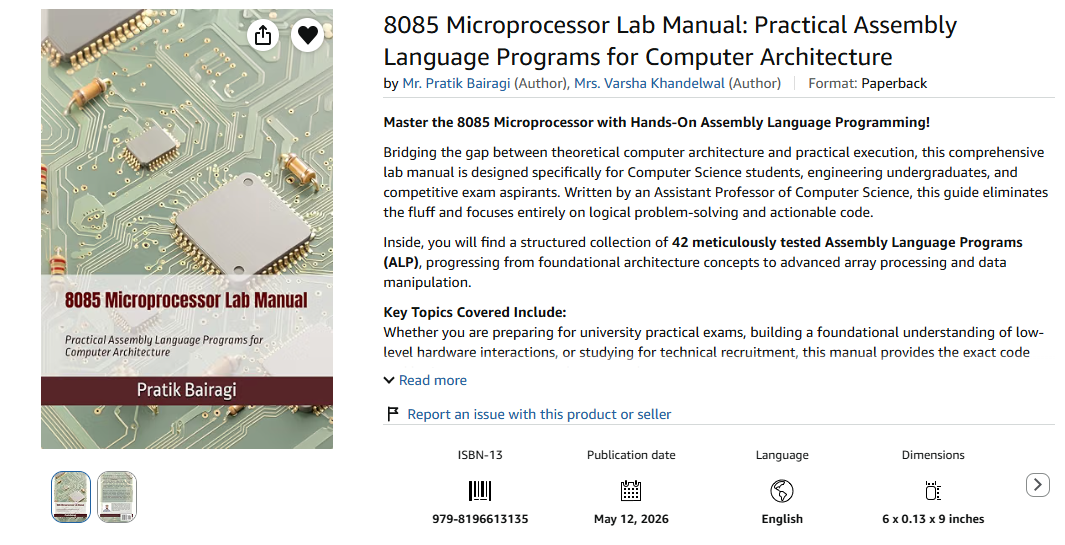 8085 Microprocessor Lab Manual: Practical Assembly
Language Programs for Computer Architecture
by Mr. Pratik Bairagi (Author), Mrs. Varsha Khandelwal (Author) Format: Paperback
Master the 8085 Microprocessor with Hands-On Assembly Language Programming!
Bridging the gap between theoretical computer architecture and practical execution, this comprehensive
lab manual is designed specifically for Computer Science students, engineering undergraduates, and
competitive exam aspirants. Written by an Assistant Professor of Computer Science, this guide eliminates
the fluff and focuses entirely on logical problem-solving and actionable code.
Inside, you will find a structured collection of 42 meticulously tested Assembly Language Programs
(ALP), progressing from foundational architecture concepts to advanced array processing and data
manipulation.
Key Topics Covered Include:
Whether you are preparing for university practical exams, building a foundational understanding of low-
level hardware interactions, or studying for technical recruitment, this manual provides the exact code
Read more
Report an issue with this product or seller
ISBN-13
979-8196613135
Publication date
May 12, 2026
Language
English
Dimensions
6 x 0.13 x 9 inches
8085 Microprocessor Lab Manual
Practical Assembly Language Programs for
Computer Architecture
Pratik Bairagi